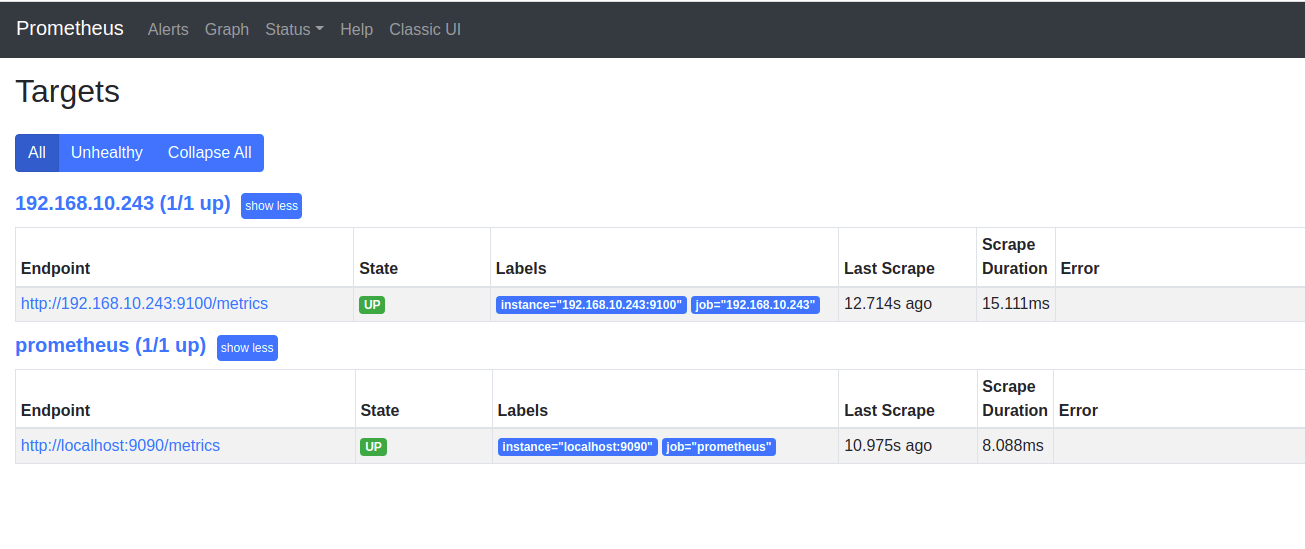 Prometheus Alerts Graph Status Help Classic UI
Targets
All Unhealthy Collapse All
192.168.10.243 (1/1 up) show less
Endpoint State Labels Last Scrape Scrape Duration Error
http://192.168.10.243:9100/metrics UP instance="192.168.10.243:9100" job="192.168.10.243" 12.714s ago 15.111ms
prometheus (1/1 up) show less
Endpoint State Labels Last Scrape Scrape Duration Error
http://localhost:9090/metrics UP instance="localhost:9090" job="prometheus" 10.975s ago 8.088ms